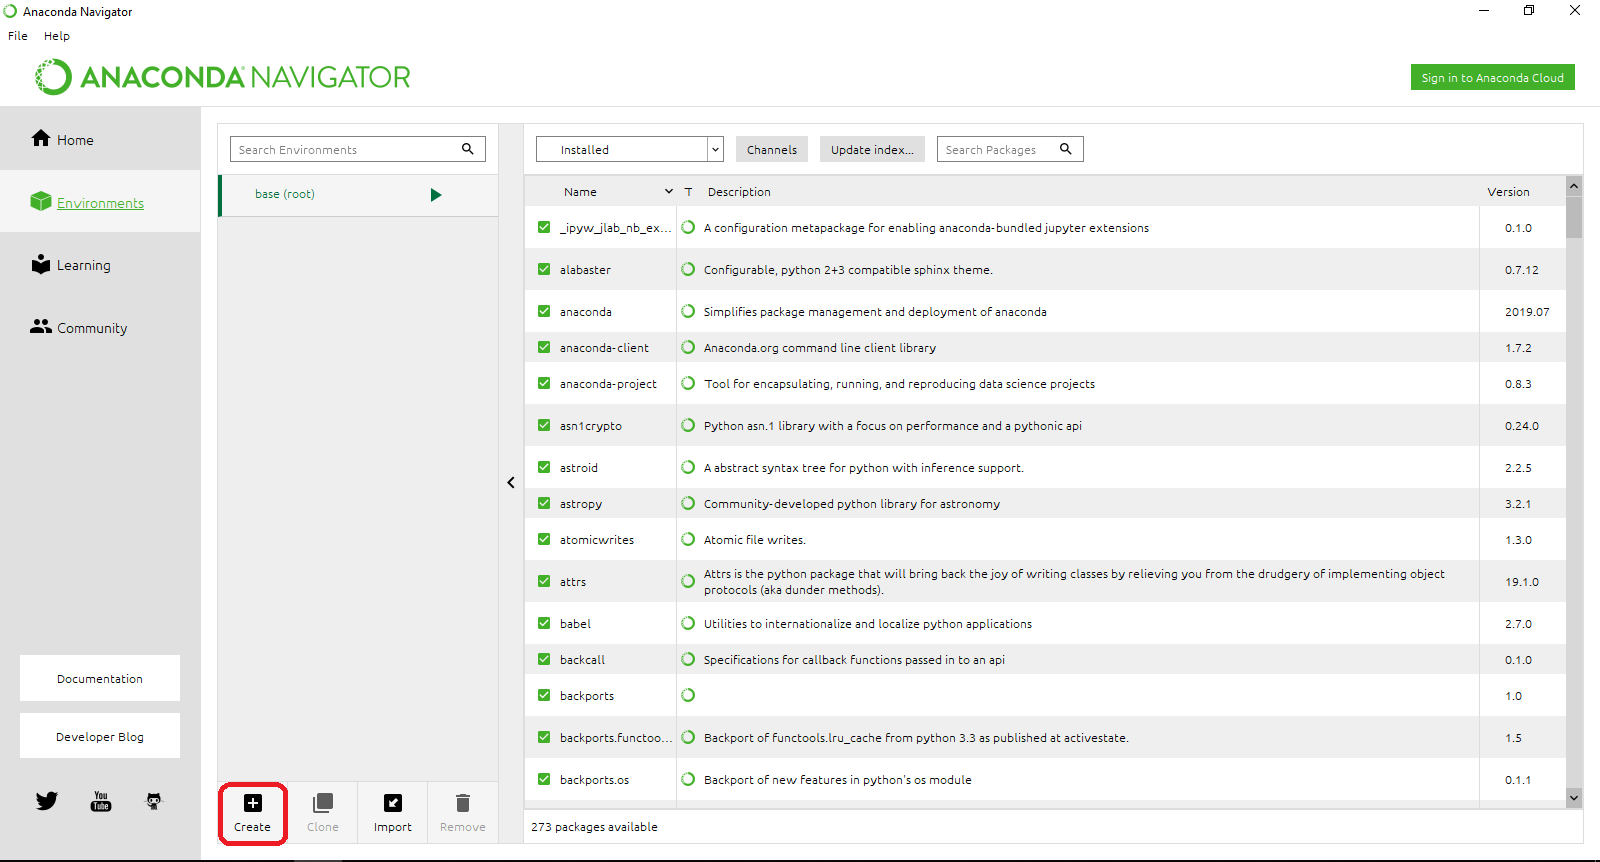 Anaconda Navigator
File Help
ANACONDA NAVIGATOR
Sign in to Anaconda Cloud
Home
Environments
Learning
Community
Documentation
Developer Blog
You
Tube
Search Environments
base (root)
Create
Clone
Import
Remove
Installed
Channels
Update index...
Search Packages
Name T Description Version
_ipyw_jlab_nb_ex... A configuration metapackage for enabling anaconda-bundled jupyter extensions 0.1.0
alabaster Configurable, python 2+3 compatible sphinx theme. 0.7.12
anaconda Simplifies package management and deployment of anaconda 2019.07
anaconda-client Anaconda.org command line client library 1.7.2
anaconda-project Tool for encapsulating, running, and reproducing data science projects 0.8.3
asn1crypto Python asn.1 library with a focus on performance and a pythonic api 0.24.0
astroid A abstract syntax tree for python with inference support. 2.2.5
astropy Community-developed python library for astronomy 3.2.1
atomicwrites Atomic file writes. 1.3.0
attrs Attrs is the python package that will bring back the joy of writing classes by relieving you from the drudgery of implementing object 19.1.0
protocols (aka dunder methods).
babel Utilities to internationalize and localize python applications 2.7.0
backcall Specifications for callback functions passed in to an api 0.1.0
backports 1.0
backports.functoo... Backport of functools.lru_cache from python 3.3 as published at activestate. 1.5
backports.os Backport of new features in python's os module 0.1.1
273 packages available